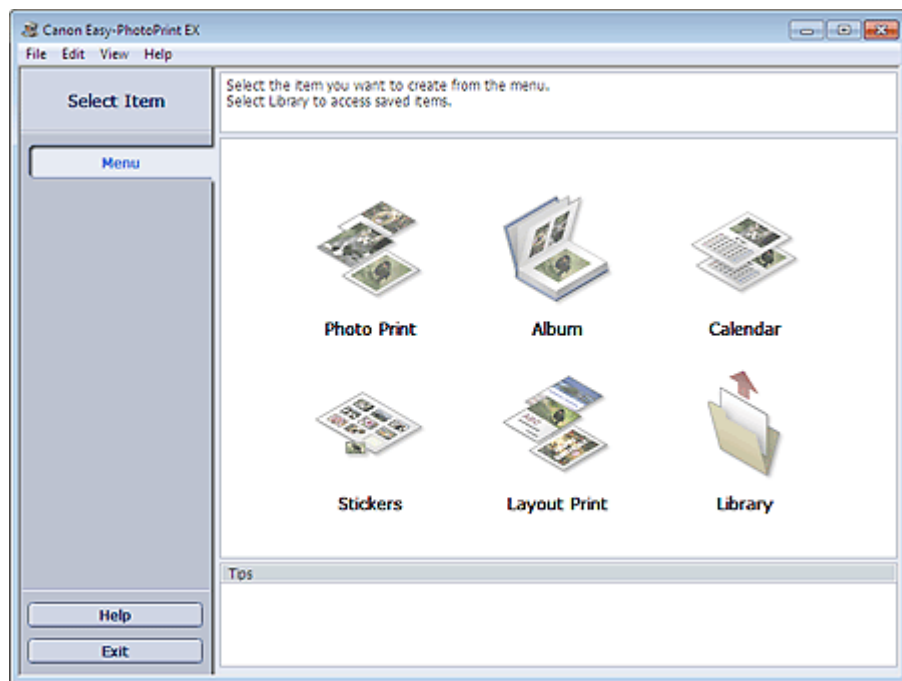 Canon Easy-PhotoPrint EX
File Edit View Help
Select Item
Select the item you want to create from the menu.
Select Library to access saved items.
Menu
Photo Print
Album
Calendar
Stickers
Layout Print
Library
Tips
Help
Exit